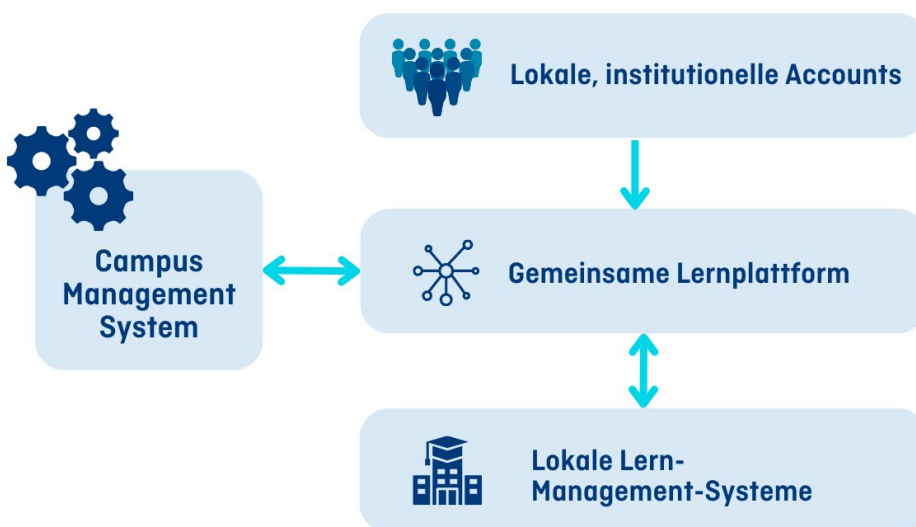 Lokale, institutionelle Accounts
Campus
Management
System
Gemeinsame Lernplattform
Lokale Lern-
Management-Systeme